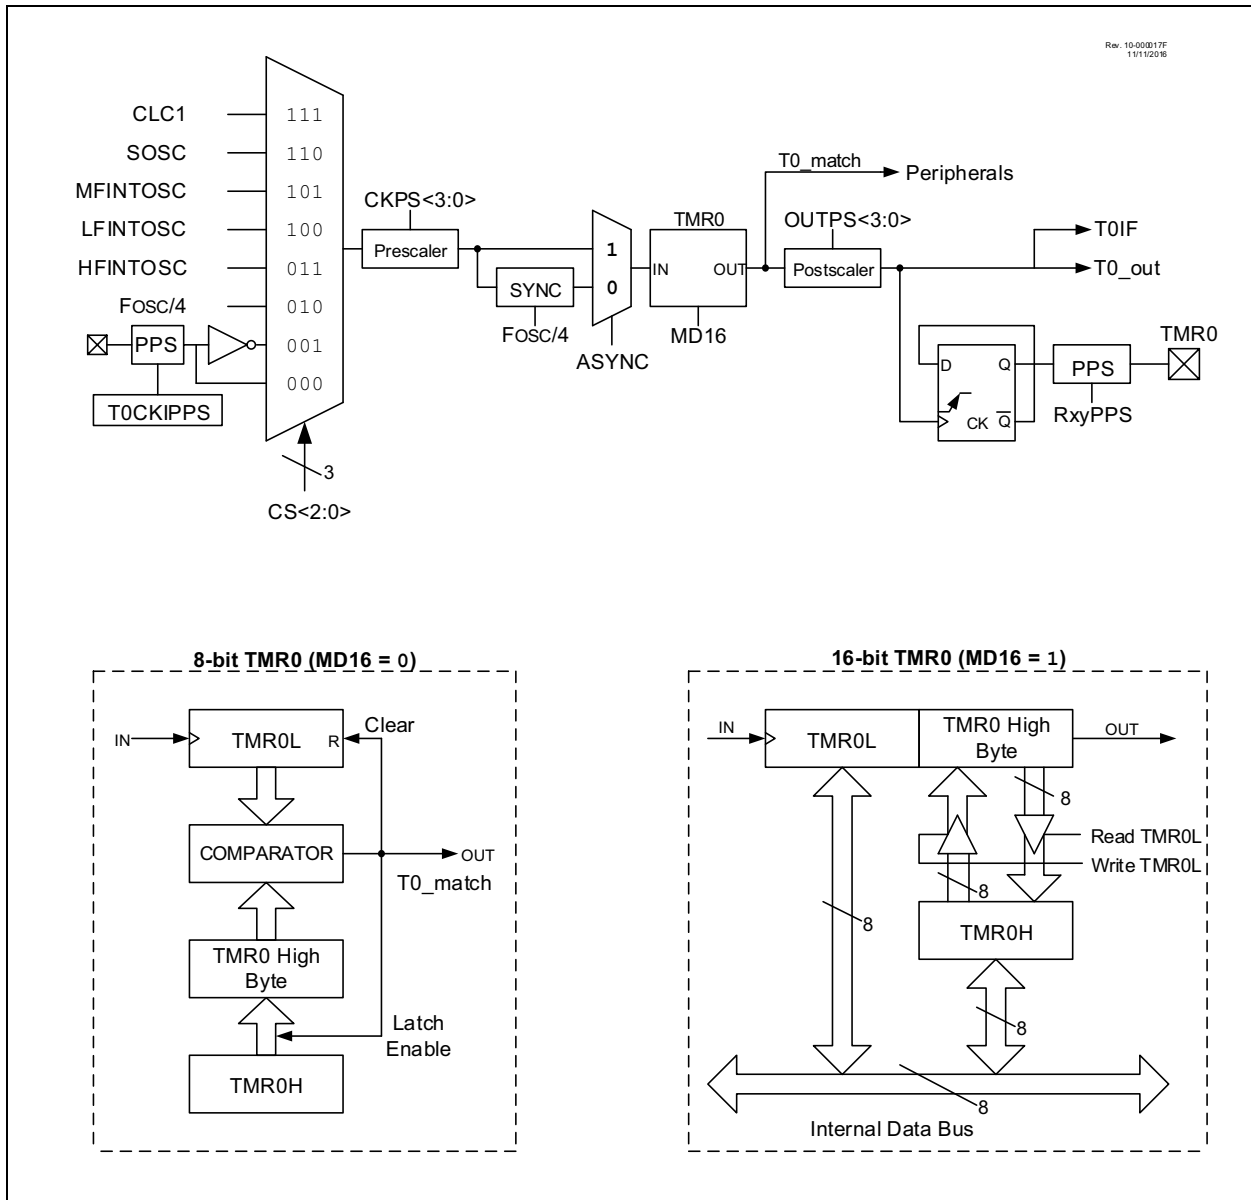 Rev. 10-000017F
11/11/2016
CLC1
111
SOSC
110
MFINTOSC
101
LFINTOSC
100
HFINTOSC
011
FOSC/4
010
PPS
001
000
T0CKIPPS
3
CS<2:0>
CKPS<3:0>
Prescaler
SYNC
FOSC/4
1
0
ASYNC
TMR0
IN
OUT
MD16
T0_match
Peripherals
OUTPS<3:0>
Postscaler
T0IF
T0_out
TMR0
D
Q
CK
Q
PPS
RxyPPS
8-bit TMR0 (MD16 = 0)
IN
TMR0L
R
Clear
COMPARATOR
OUT
T0_match
TMR0 High
Byte
Latch
Enable
TMR0H
16-bit TMR0 (MD16 = 1)
IN
TMR0L
TMR0 High
Byte
OUT
8
Read TMR0L
Write TMR0L
8
8
TMR0H
8
8
Internal Data Bus